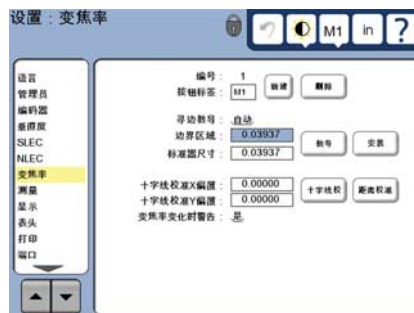 设置：变焦率
M1
in
?
语言
管理员
编码器
垂直度
SLEC
NLEC
变焦率
测量
显示
表头
打印
端口
编号： 1
按钮标签： M1 新建 删除
寻边教导： 自动
边界区域： 0.03937
标准器尺寸： 0.03937
教导 安装
十字线校准X偏置： 0.00000
十字线校准Y偏置： 0.00000
十字线校 距离校准
变焦率变化时警告： 是